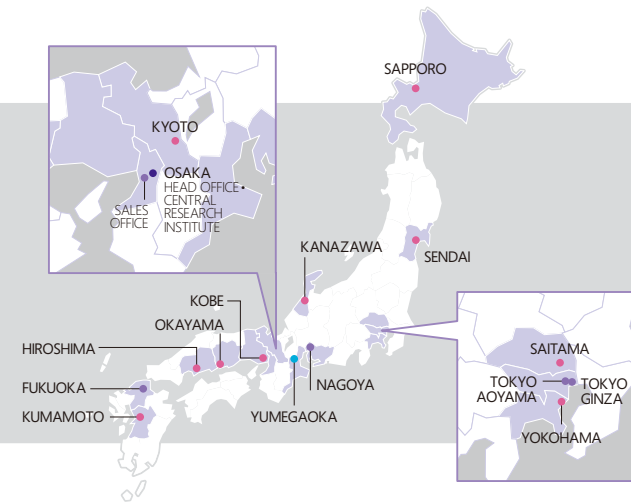 SAPPORO
KYOTO
OSAKA
HEAD OFFICE•
CENTRAL
RESEARCH
INSTITUTE
SALES
OFFICE
KANAZAWA
SENDAI
KOBE
OKAYAMA
HIROSHIMA
FUKUOKA
KUMAMOTO
NAGOYA
YUMEGAOKA
SAITAMA
TOKYO
AOYAMA
TOKYO
GINZA
YOKOHAMA